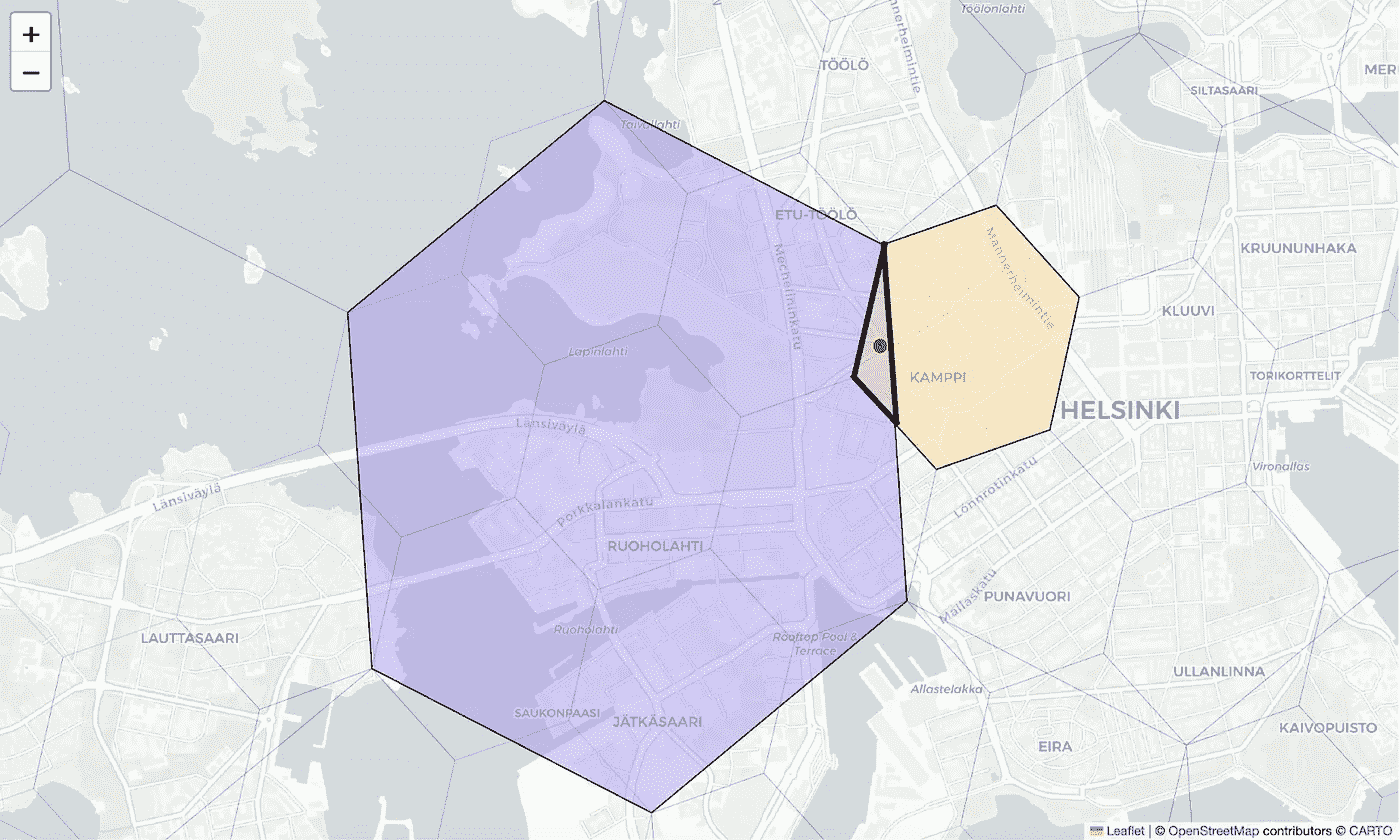 +
−
Töölönlahti
Mannerheimintie
TÖÖLÖ
SILTASAARI
MER
Taivallahti
ETU-TÖÖLÖ
Mannerheimintie
KRUUNUNHAKA
Mechelininkatu
KLUUVI
Lapinlahti
KAMPPI
TORIKORTTELIT
HELSINKI
Länsiväylä
Länsiväylä
Vironallas
Porkkalankatu
Lönnrotinkatu
RUOHOLAHTI
Mallaskatu
PUNAVUORI
LAUTTASAARI
Ruoholahti
Rooftop Pool &
Terrace
ULLANLINNA
Allastelakka
SAUKONPAASI
JÄTKÄSAARI
EIRA
KAIVOPUISTO
Leaflet | © OpenStreetMap contributors © CARTO